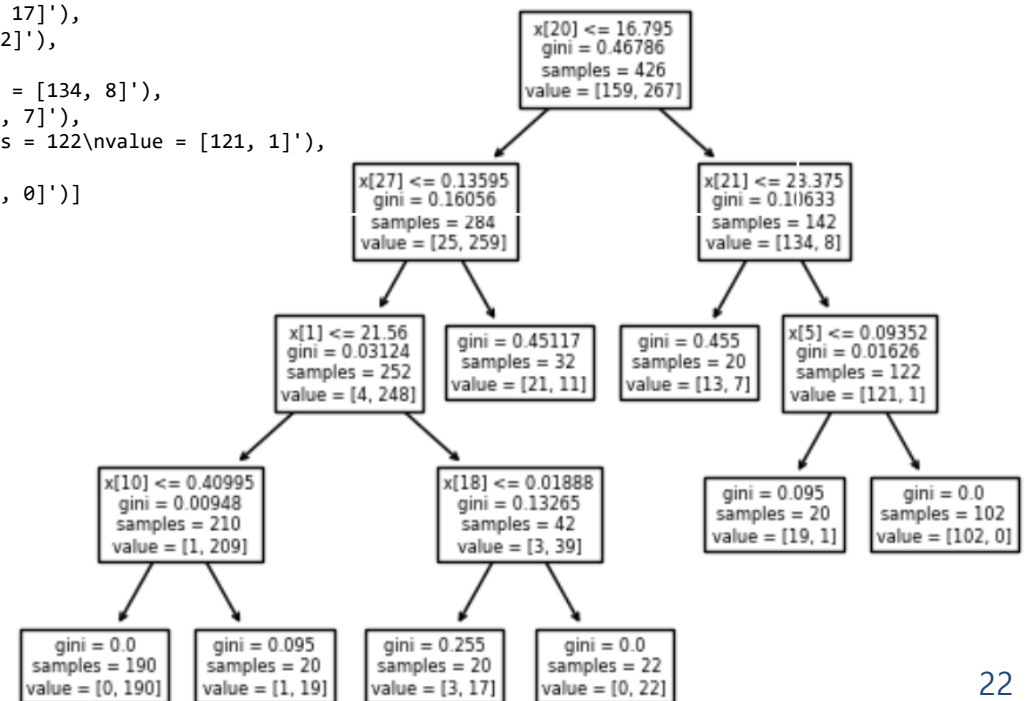 17]'),
2]'),
= [134, 8]'),
, 7]'),
s = 122\nvalue = [121, 1]'),
, 0]')]
x[20] <= 16.795
gini = 0.46786
samples = 426
value = [159, 267]
x[27] <= 0.13595
gini = 0.16056
samples = 284
value = [25, 259]
x[21] <= 23.375
gini = 0.10633
samples = 142
value = [134, 8]
x[1] <= 21.56
gini = 0.03124
samples = 252
value = [4, 248]
gini = 0.45117
samples = 32
value = [21, 11]
gini = 0.455
samples = 20
value = [13, 7]
x[5] <= 0.09352
gini = 0.01626
samples = 122
value = [121, 1]
x[10] <= 0.40995
gini = 0.00948
samples = 210
value = [1, 209]
x[18] <= 0.01888
gini = 0.13265
samples = 42
value = [3, 39]
gini = 0.095
samples = 20
value = [19, 1]
gini = 0.0
samples = 102
value = [102, 0]
gini = 0.0
samples = 190
value = [0, 190]
gini = 0.095
samples = 20
value = [1, 19]
gini = 0.255
samples = 20
value = [3, 17]
gini = 0.0
samples = 22
value = [0, 22]
22